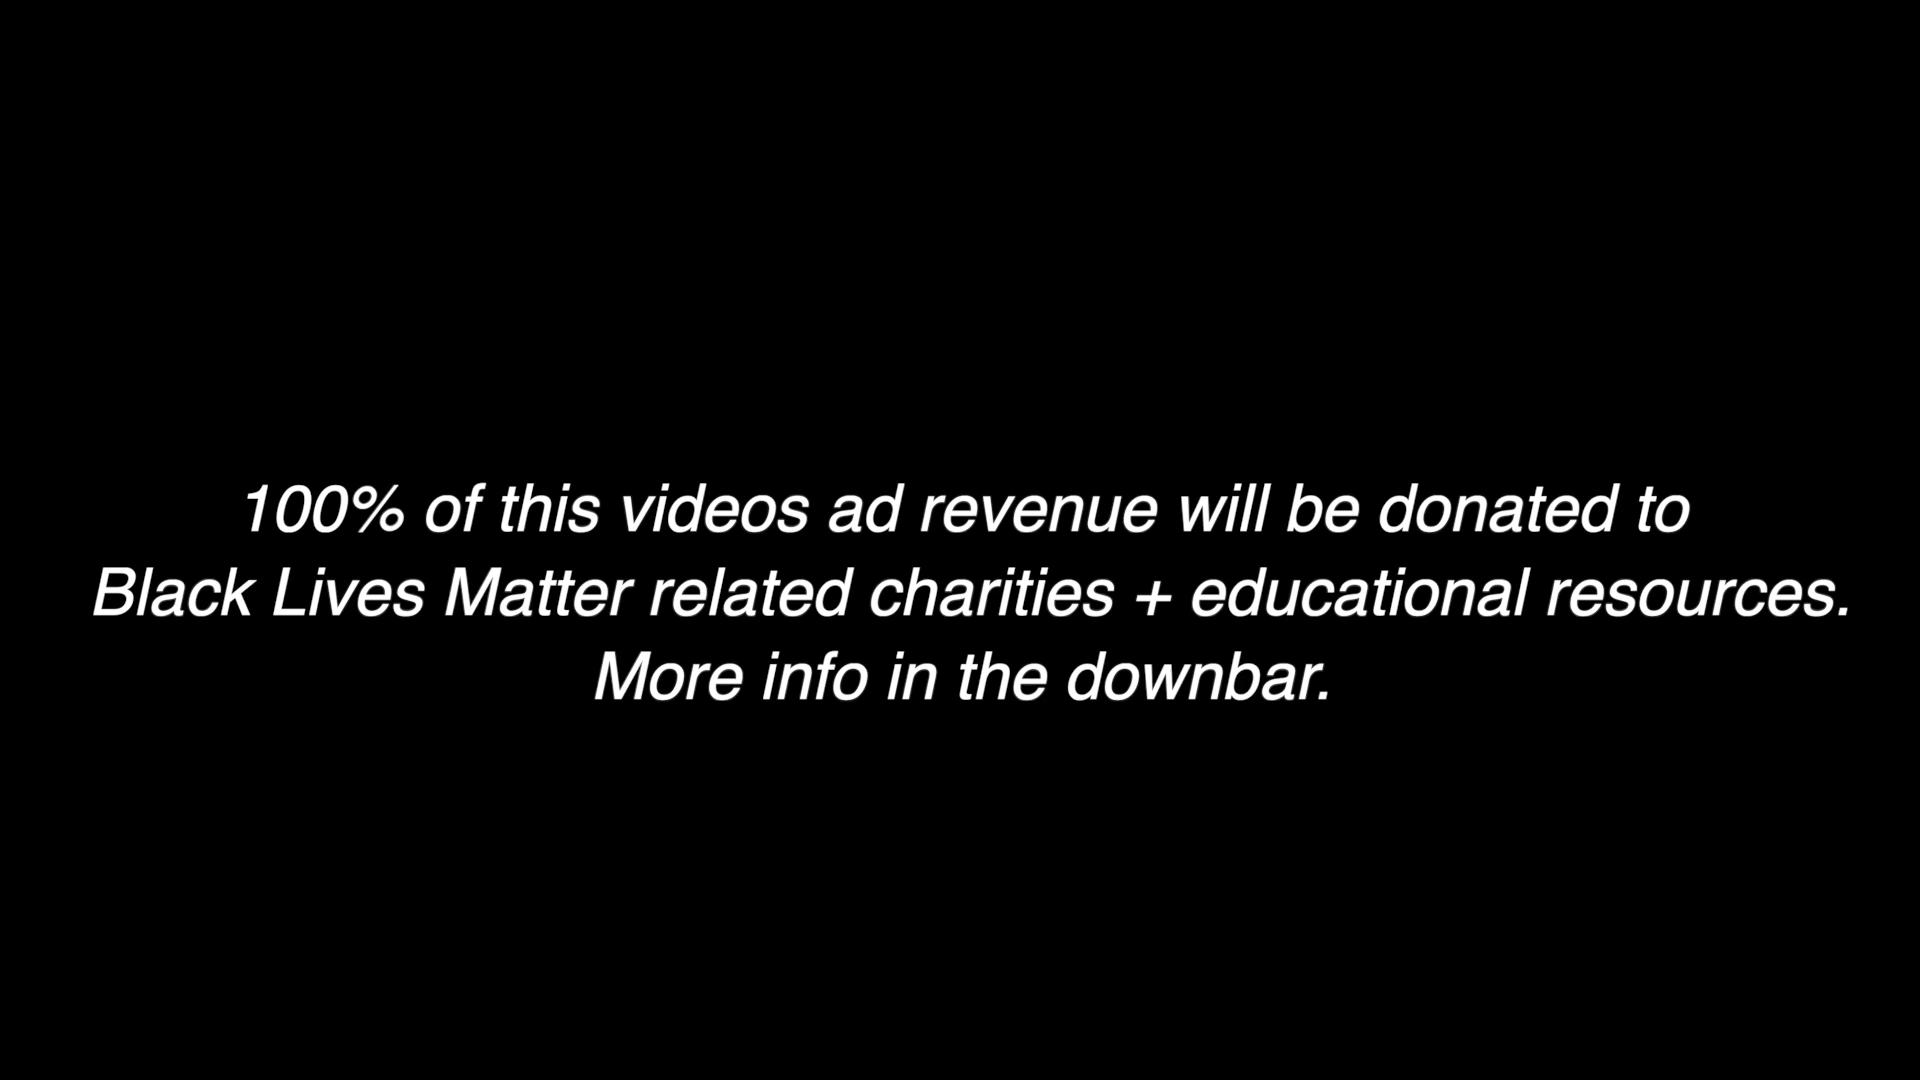 100% of this videos ad revenue will be donated to
Black Lives Matter related charities + educational resources.
More info in the downbar.